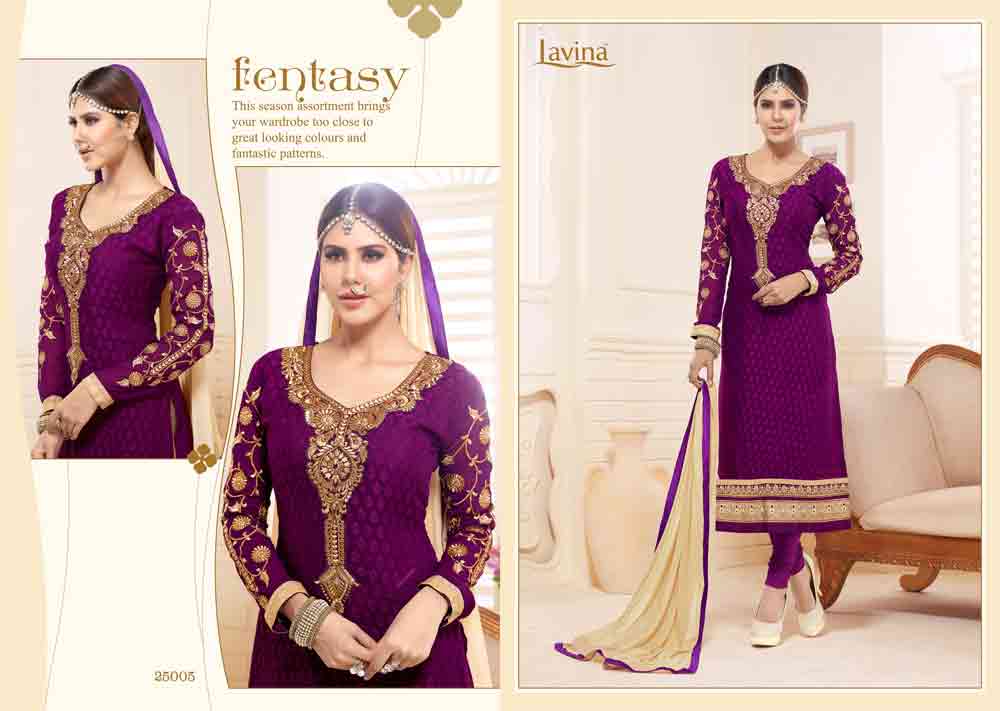 fentasy
This season assortment brings
your wardrobe too close to
great looking colours and
fantastic patterns.
25005
Lavina